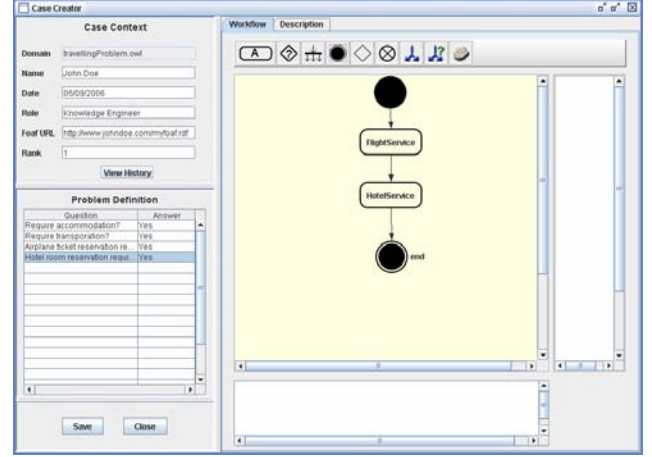 Case Creator
Case Context
Domain travellingProblem.owl
Name John Doe
Date 05/09/2006
Role Knowledge Engineer
Foaf URL http://www.johndoe.com/myfoaf.rdf
Rank 1
View History
Problem Definition
Question Answer
Require accommodation? Yes
Require transporation? Yes
Airplane ticket reservation re... Yes
Hotel room reservation requi... Yes
Save Close
Workflow Description
A
FlightService
HotelService
end